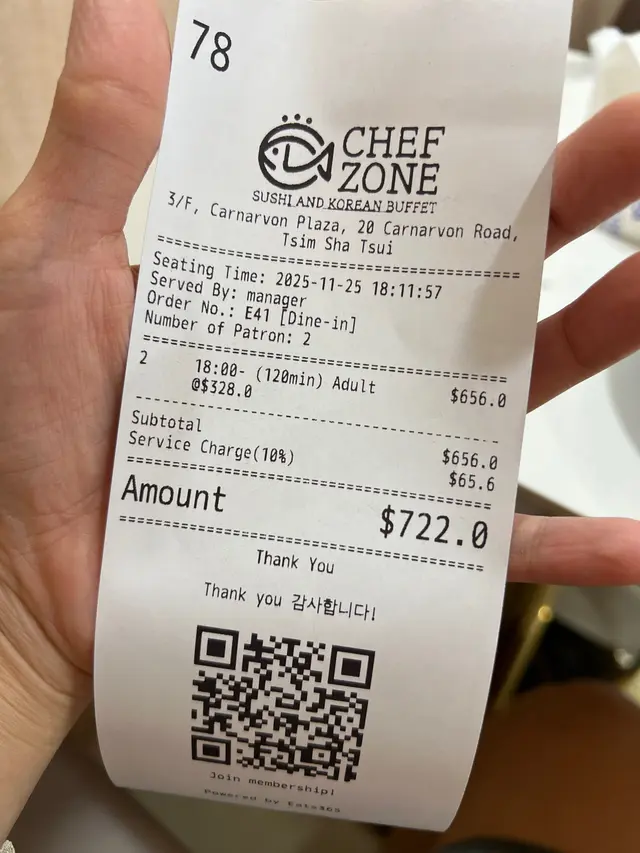 78
CHEF
ZONE
SUSHI AND KOREAN BUFFET
3/F, Carnarvon Plaza, 20 Carnarvon Road,
Tsim Sha Tsui
Seating Time: 2025-11-25 18:11:57
Served By: manager
Order No.: E41 [Dine-in]
Number of Patron: 2
2 18:00- (120min) Adult $656.0
@$328.0
Subtotal $656.0
Service Charge(10%) $65.6
Amount $722.0
Thank You
Thank you 감사합니다!
Join membership!
Powered by Eats365